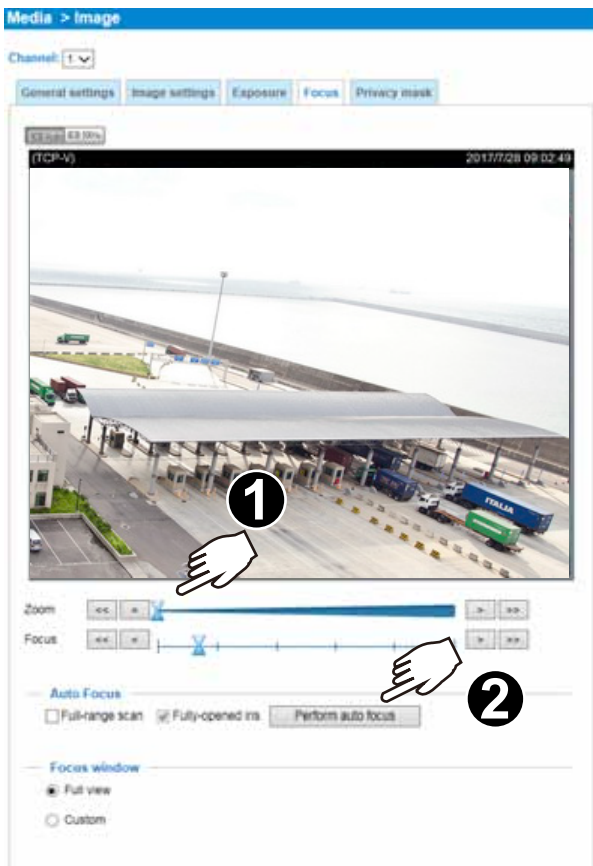 Media > Image
Channel: 1
General settings Image settings Exposure Focus Privacy mask
(TCP-V) 2017/7/28 09:02:49
ITALIA
1
Zoom << < > >>
Focus << < > >>
2
Auto Focus
Full-range scan Fully-opened iris Perform auto focus
Focus window
Full view
Custom